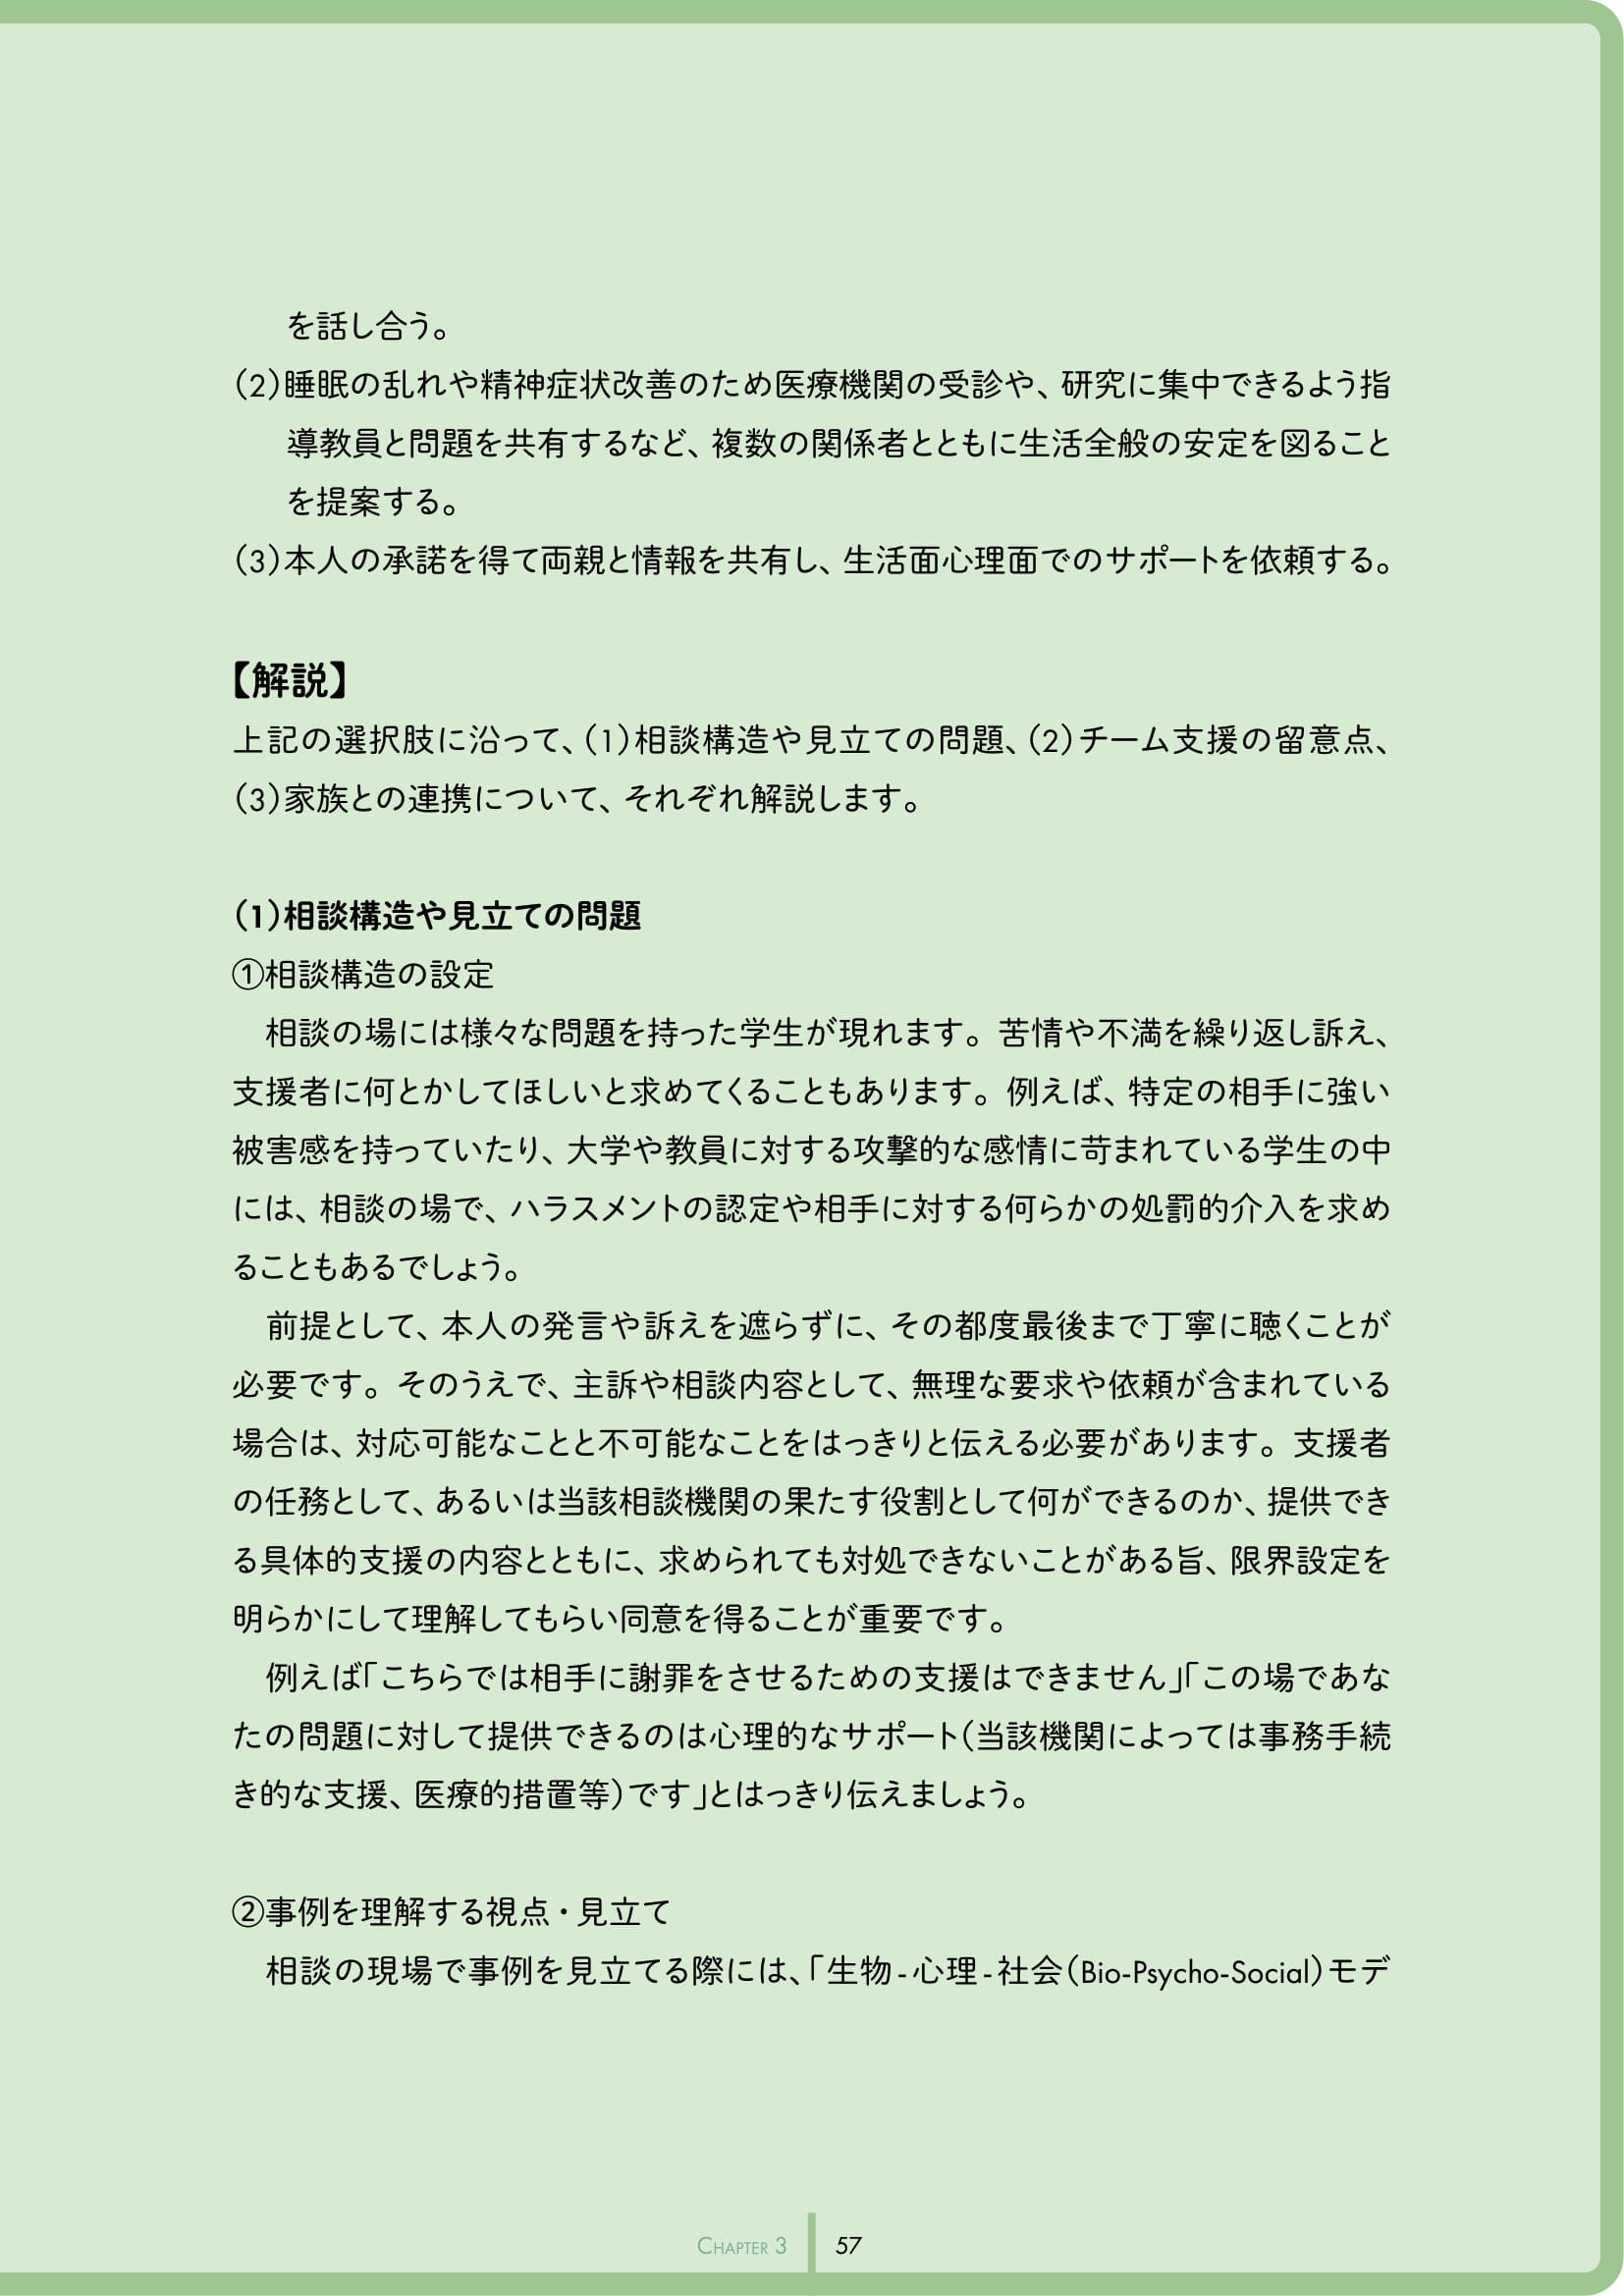 を話し合う。
（2）睡眠の乱れや精神症状改善のため医療機関の受診や、研究に集中できるよう指
導教員と問題を共有するなど、複数の関係者とともに生活全般の安定を図ること
を提案する。
（3）本人の承諾を得て両親と情報を共有し、生活面心理面でのサポートを依頼する。
【解説】
上記の選択肢に沿って、（1）相談構造や見立ての問題、（2）チーム支援の留意点、
（3）家族との連携について、それぞれ解説します。
（1）相談構造や見立ての問題
①相談構造の設定
　相談の場には様々な問題を持った学生が現れます。苦情や不満を繰り返し訴え、
支援者に何とかしてほしいと求めてくることもあります。例えば、特定の相手に強い
被害感を持っていたり、大学や教員に対する攻撃的な感情に苛まれている学生の中
には、相談の場で、ハラスメントの認定や相手に対する何らかの処罰的介入を求め
ることもあるでしょう。
　前提として、本人の発言や訴えを遮らずに、その都度最後まで丁寧に聴くことが
必要です。そのうえで、主訴や相談内容として、無理な要求や依頼が含まれている
場合は、対応可能なことと不可能なことをはっきりと伝える必要があります。支援者
の任務として、あるいは当該相談機関の果たす役割として何ができるのか、提供でき
る具体的支援の内容とともに、求められても対処できないことがある旨、限界設定を
明らかにして理解してもらい同意を得ることが重要です。
　例えば「こちらでは相手に謝罪をさせるための支援はできません」「この場であな
たの問題に対して提供できるのは心理的なサポート（当該機関によっては事務手続
き的な支援、医療的措置等）です」とはっきり伝えましょう。
②事例を理解する視点・見立て
　相談の現場で事例を見立てる際には、「生物-心理-社会（Bio-Psycho-Social）モデ
CHAPTER 3
57